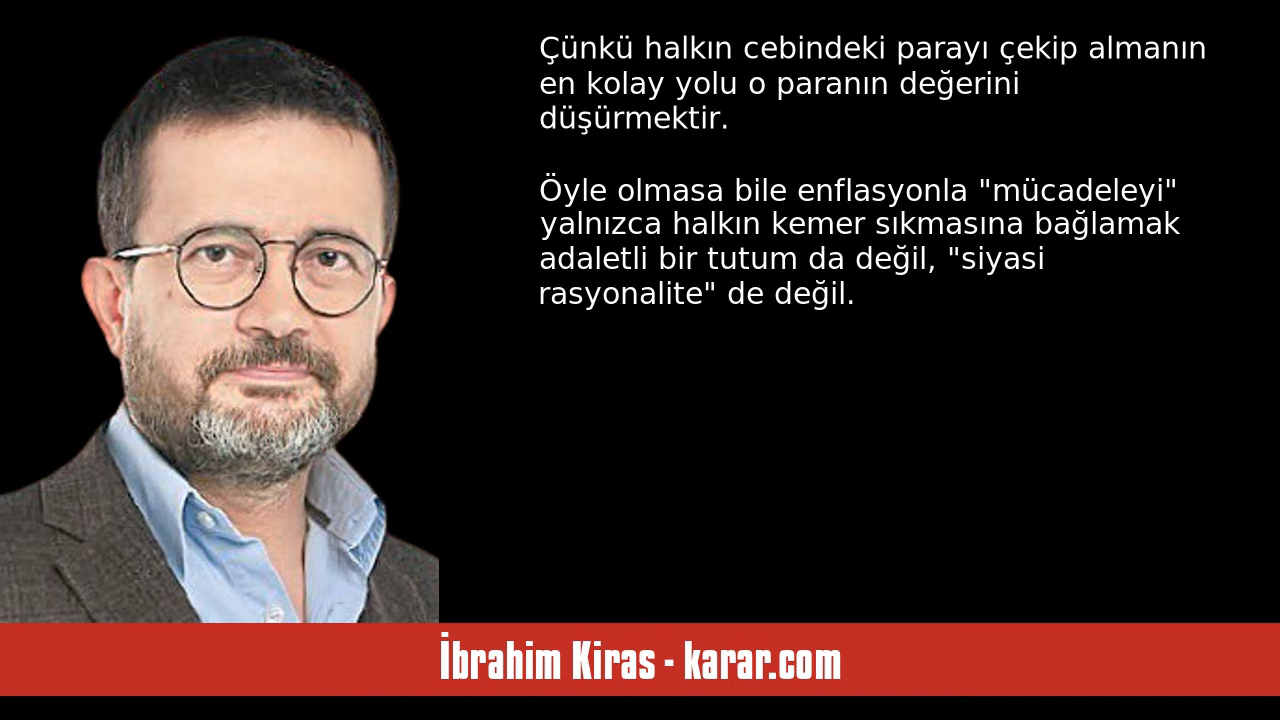 Çünkü halkın cebindeki parayı çekip almanın
en kolay yolu o paranın değerini
düşürmektir.
Öyle olmasa bile enflasyonla "mücadeleyi"
yalnızca halkın kemer sıkmasına bağlamak
adaletli bir tutum da değil, "siyasi
rasyonalite" de değil.
İbrahim Kiras - karar.com